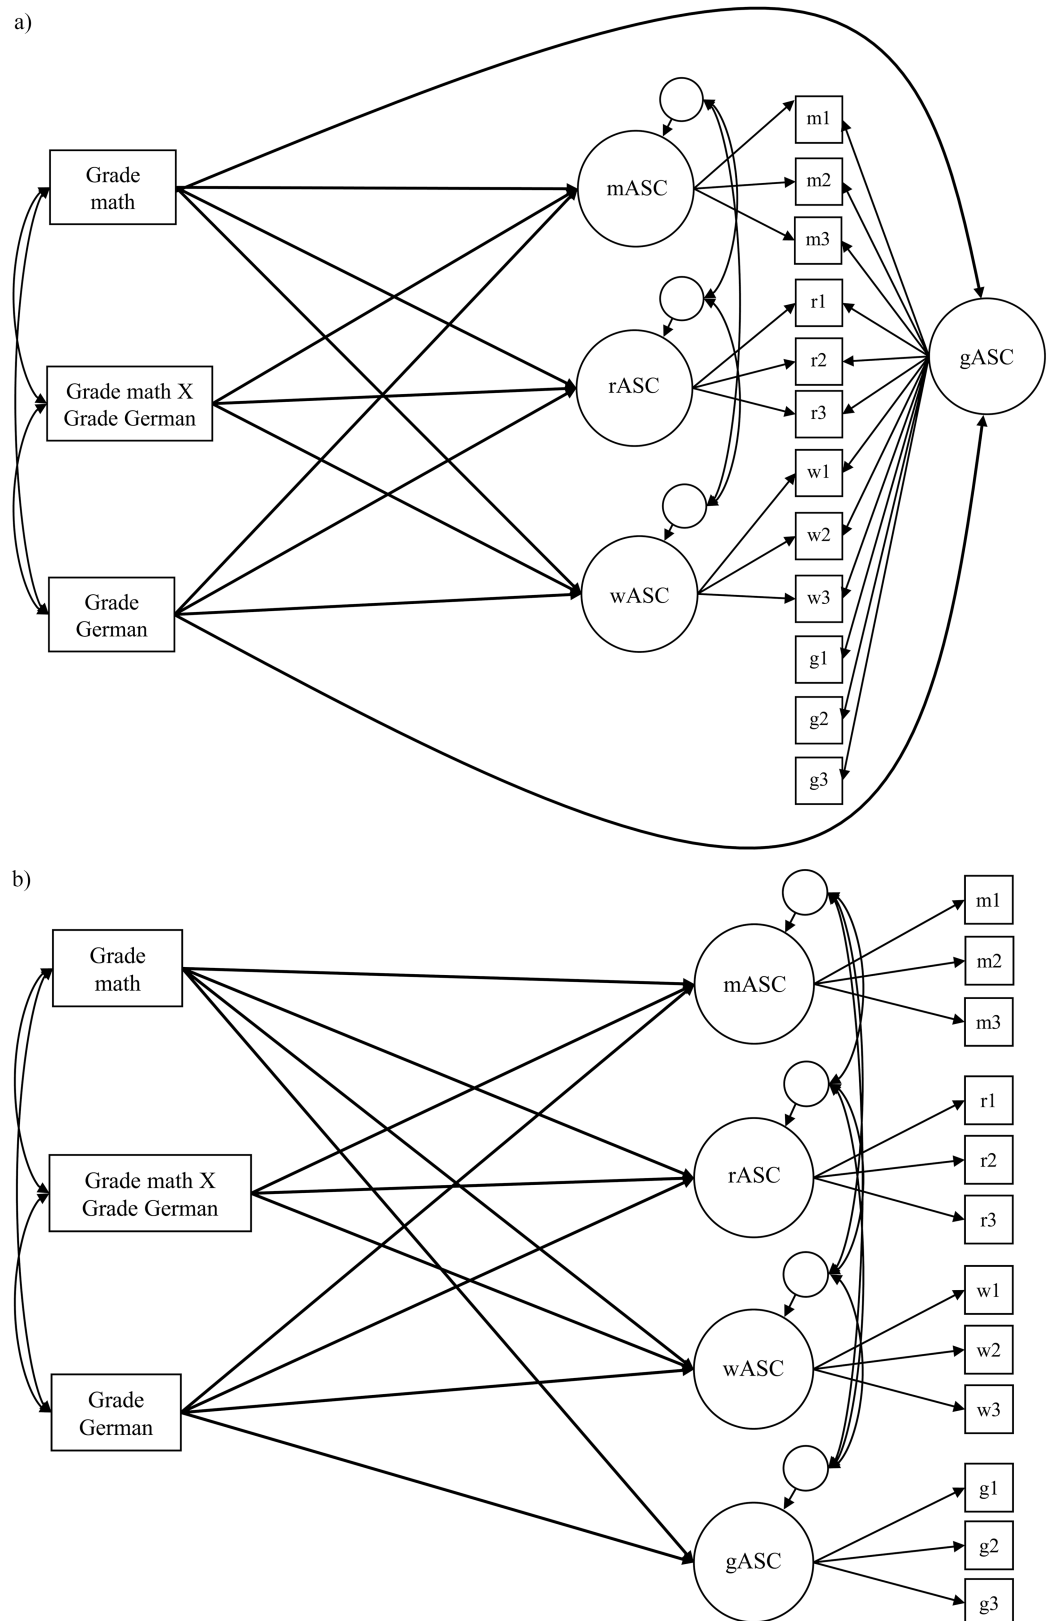 a)
Grade
math
Grade math X
Grade German
Grade
German
mASC
rASC
wASC
m1
m2
m3
r1
r2
r3
w1
w2
w3
g1
g2
g3
gASC
b)
Grade
math
Grade math X
Grade German
Grade
German
mASC
rASC
wASC
gASC
m1
m2
m3
r1
r2
r3
w1
w2
w3
g1
g2
g3